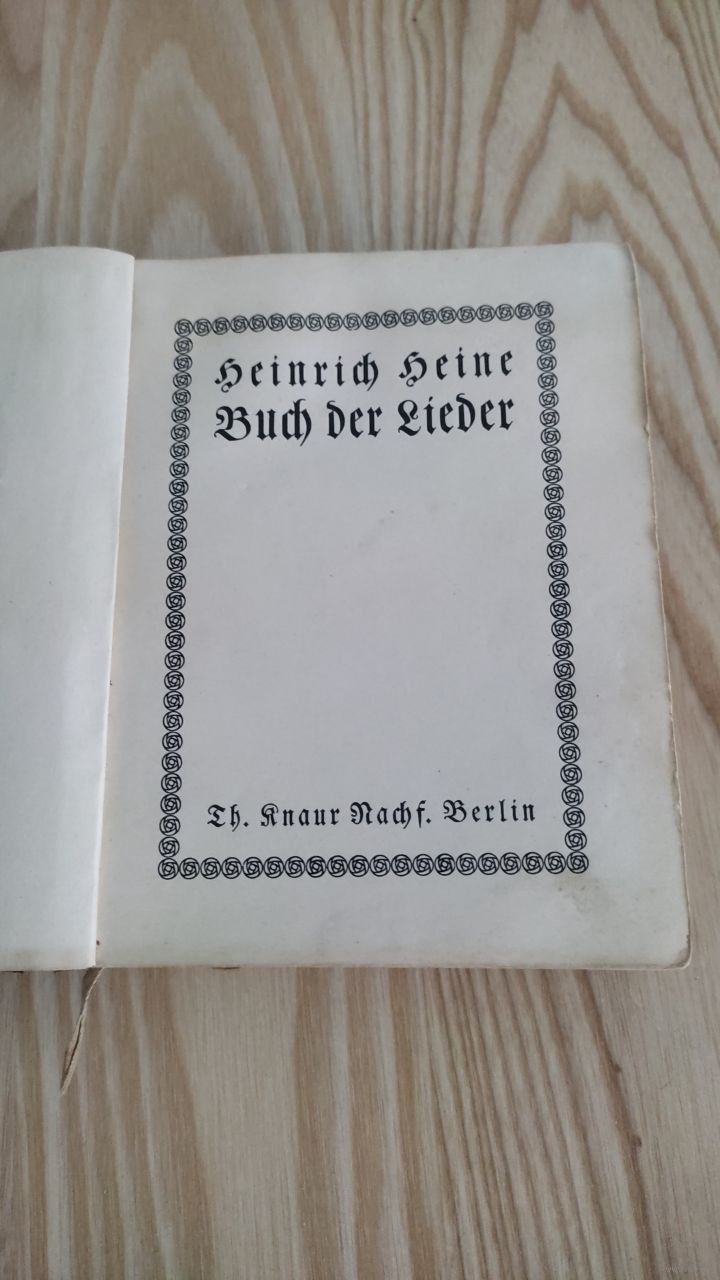 Heinrich Heine
Buch der Lieder
Th. Knaur Nachf. Berlin